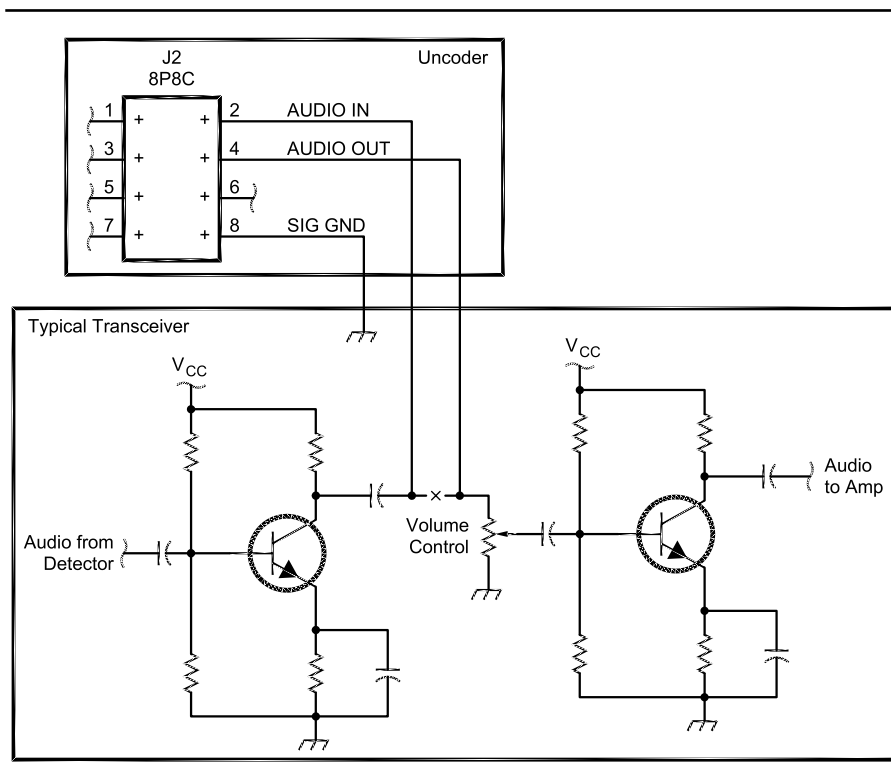 J2
8P8C
Uncoder
1
2
AUDIO IN
3
4
AUDIO OUT
5
6
7
8
SIG GND
Typical Transceiver
VCC
VCC
Audio
to Amp
Volume
Control
Audio from
Detector